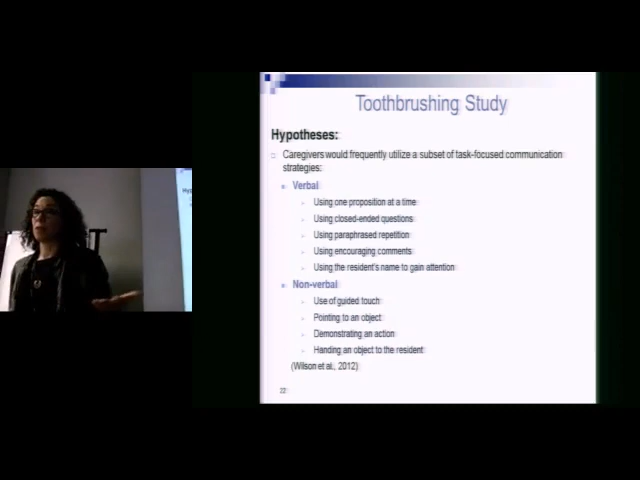 Toothbrushing Study
Hypotheses:
Caregivers would frequently utilize a subset of task-focused communication
strategies:
Verbal
Using one proposition at a time
Using closed-ended questions
Using paraphrased repetition
Using encouraging comments
Using the resident's name to gain attention
Non-verbal
Use of guided touch
Pointing to an object
Demonstrating an action
Handing an object to the resident
(Wilson et al., 2012)
22